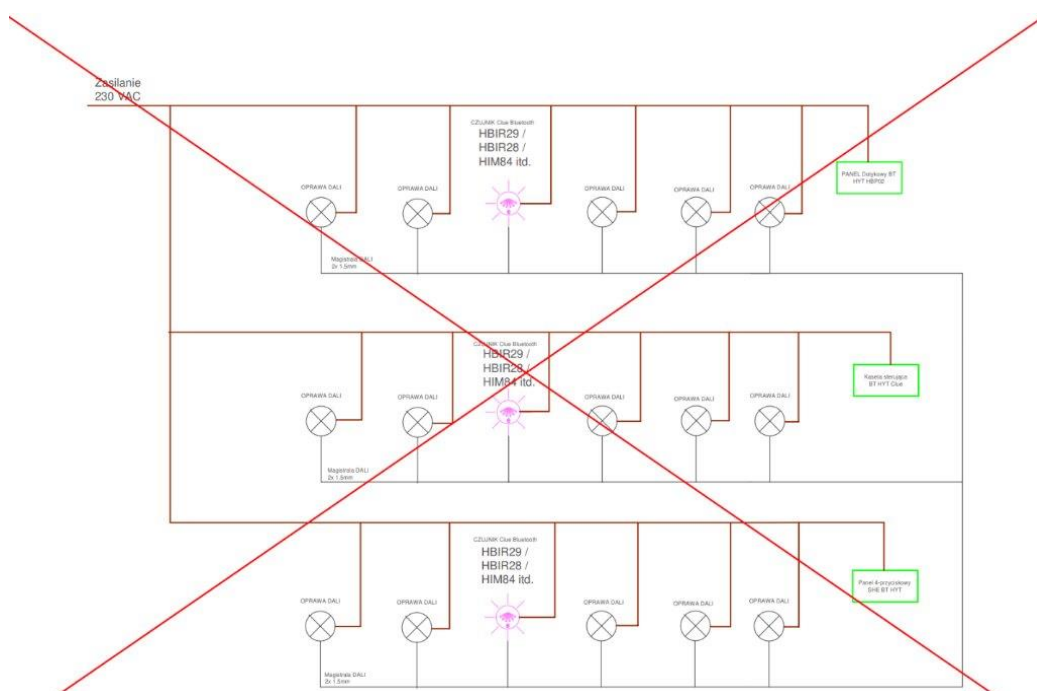 Zasilanie
230 VAC
CZUJNIK Clue Bluetooth
HBIR29 /
HBIR28 /
HIM84 itd.
OPRAWA DALI
OPRAWA DALI
OPRAWA DALI
OPRAWA DALI
OPRAWA DALI
PANEL Dotykowy BT
HYT HBP02
Magistrala DALI
2x 1.5mm
CZUJNIK Clue Bluetooth
HBIR29 /
HBIR28 /
HIM84 itd.
OPRAWA DALI
OPRAWA DALI
OPRAWA DALI
OPRAWA DALI
OPRAWA DALI
Kaseta sterująca
BT HYT Clue
Magistrala DALI
2x 1.5mm
CZUJNIK Clue Bluetooth
HBIR29 /
HBIR28 /
HIM84 itd.
OPRAWA DALI
OPRAWA DALI
OPRAWA DALI
OPRAWA DALI
OPRAWA DALI
Panel 4-przyciskowy
BT HYT
Magistrala DALI
2x 1.5mm